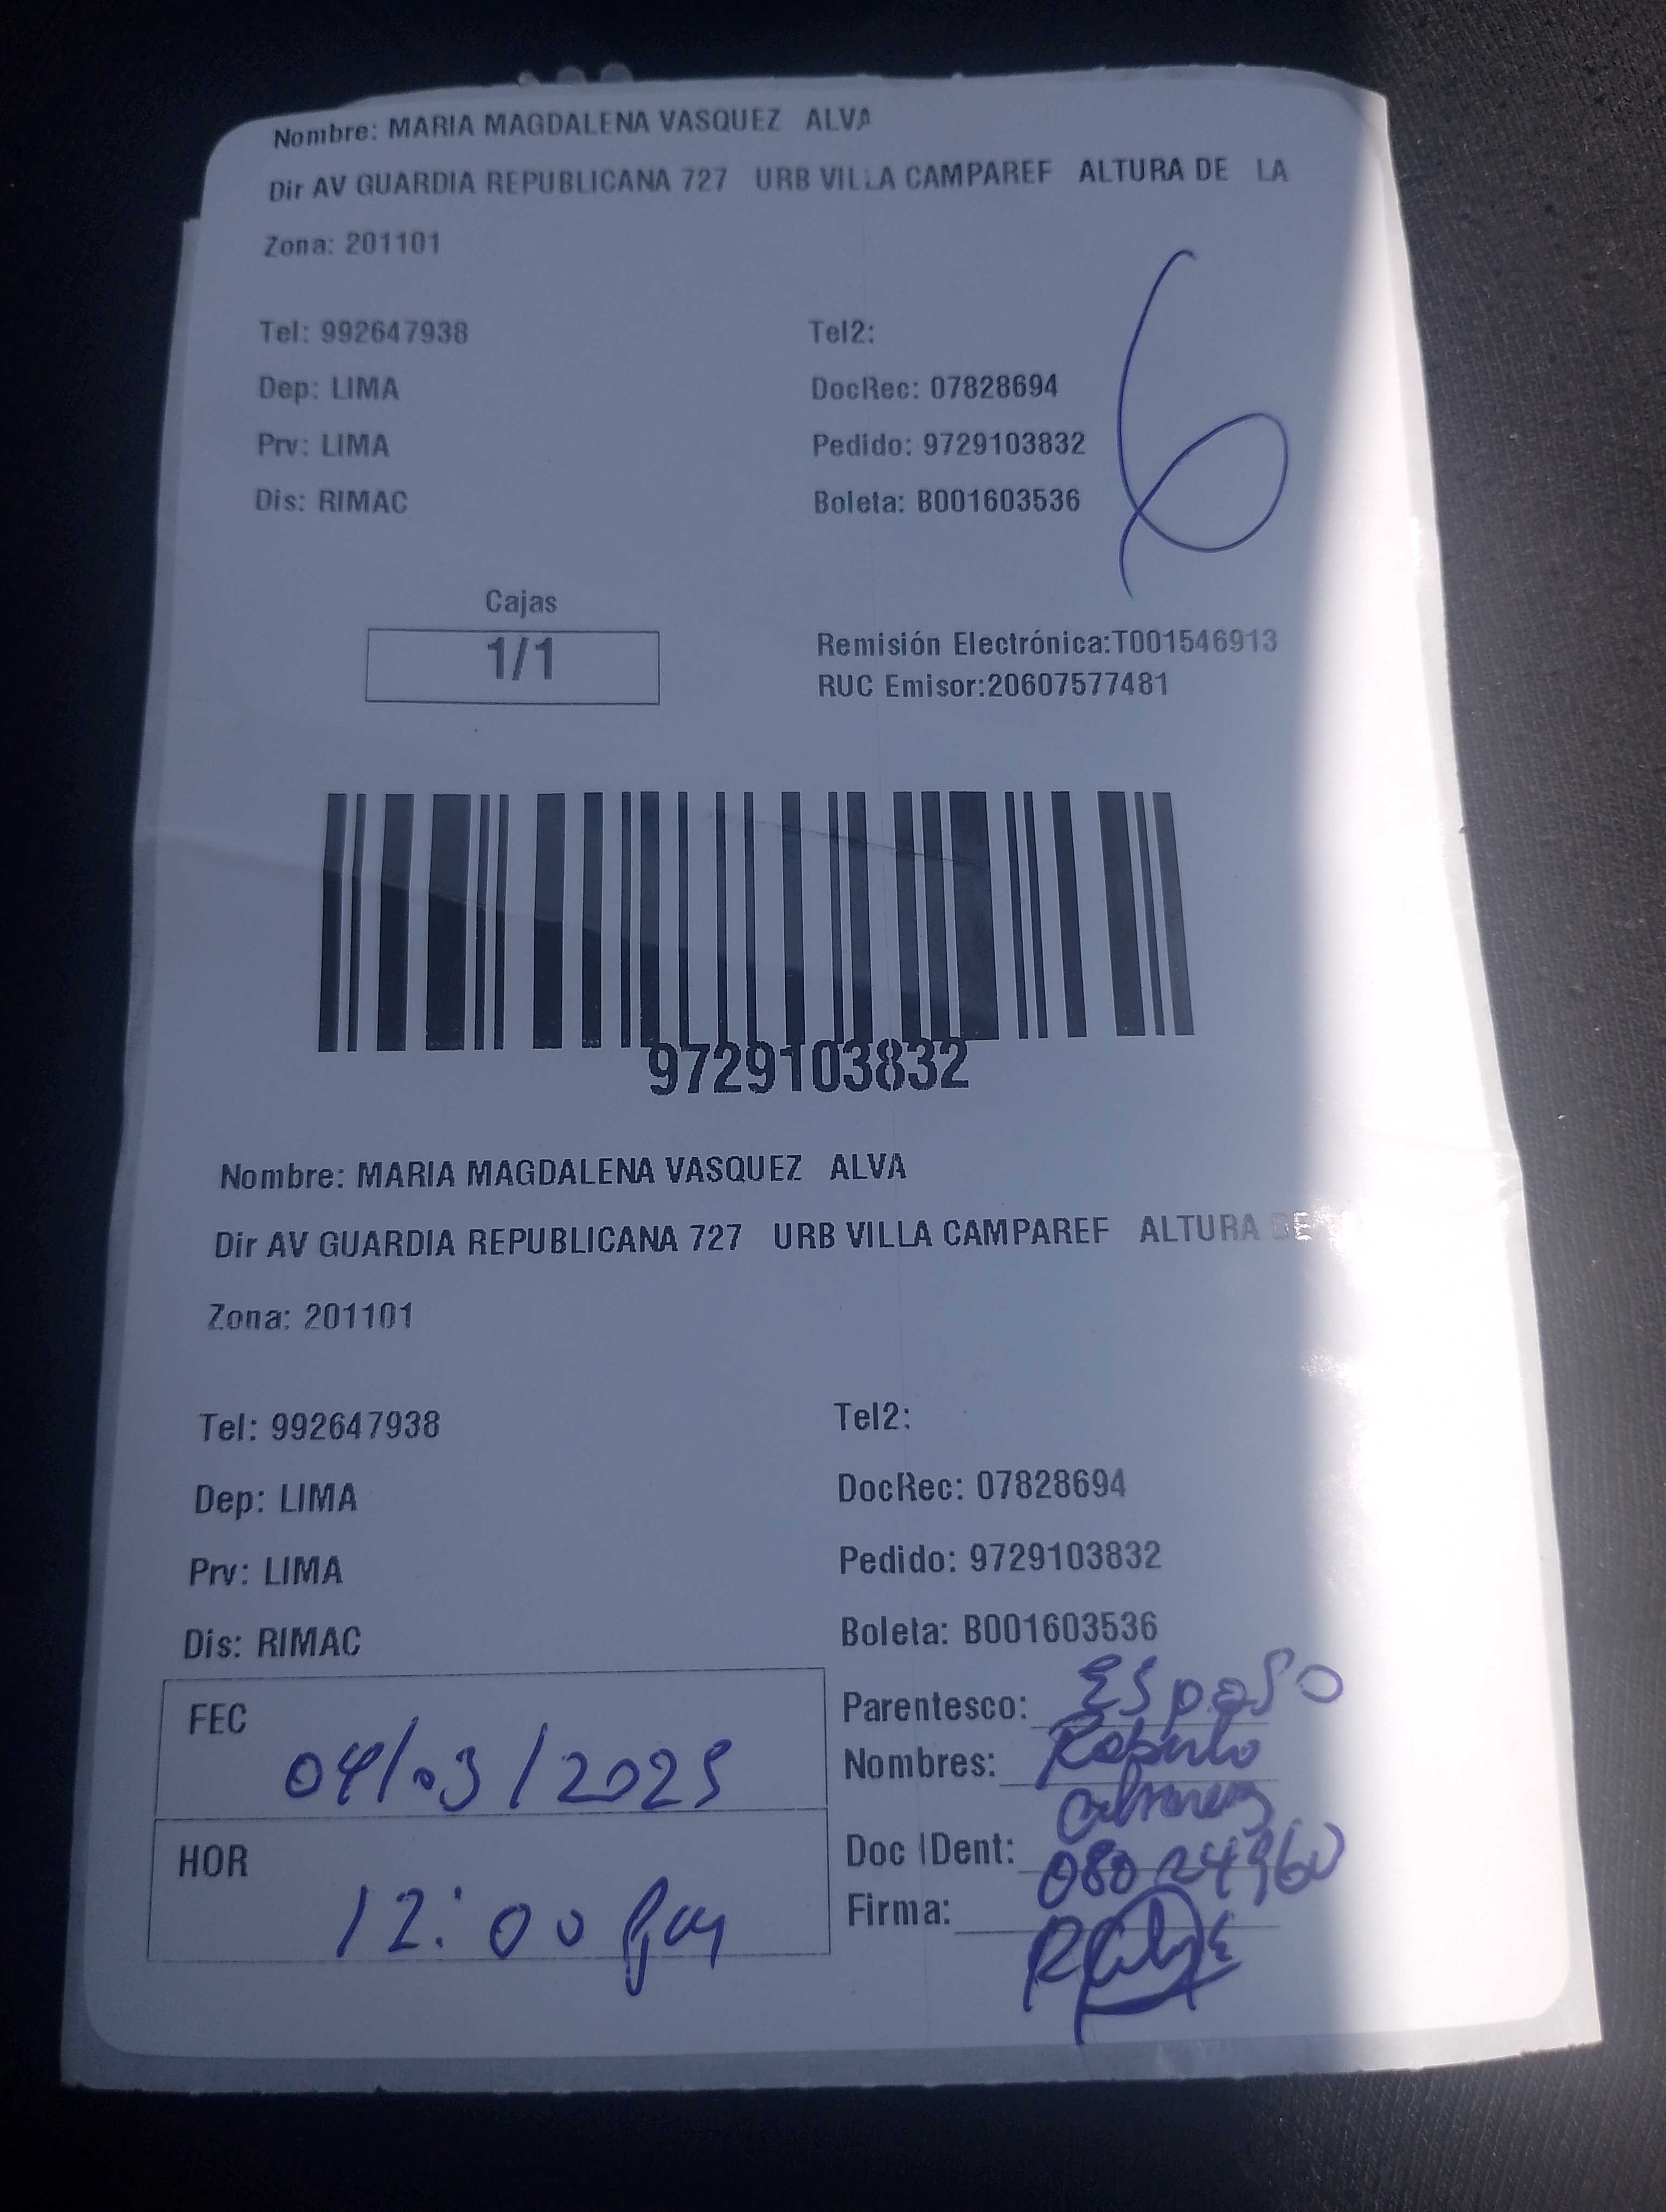 Nombre: MARIA MAGDALENA VASQUEZ ALVA
Dir AV GUARDIA REPUBLICANA 727 URB VILLA CAMPAREF ALTURA DE LA
Zona: 201101
Tel: 992647938 Tel2:
Dep: LIMA DocRec: 07828694
Prv: LIMA Pedido: 9729103832
Dis: RIMAC Boleta: B001603536
6
Cajas
1/1
Remisión Electrónica:T001546913
RUC Emisor:20607577481
9729103832
Nombre: MARIA MAGDALENA VASQUEZ ALVA
Dir AV GUARDIA REPUBLICANA 727 URB VILLA CAMPAREF ALTURA DE
Zona: 201101
Tel: 992647938 Tel2:
Dep: LIMA DocRec: 07828694
Prv: LIMA Pedido: 9729103832
Dis: RIMAC Boleta: B001603536
FEC 04/03/2025
HOR 12:00 pm
Parentesco: Esposo
Nombres: Roberto
Doc IDent: 08024960
Firma: